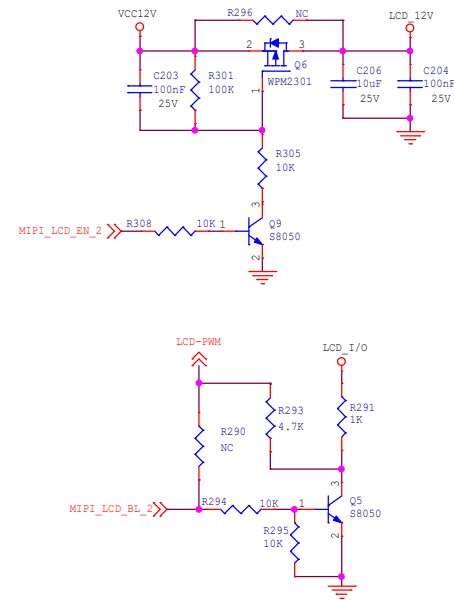 VCC12V
R296
NC
LCD_12V
2
3
Q6
WPM2301
1
C203
100nF
25V
R301
100K
C206
10uF
25V
C204
100nF
25V
R305
10K
MIPI_LCD_EN_2
R308
10K
1
3
Q9
S8050
2
LCD-PWM
LCD_I/O
R293
4.7K
R291
1K
R290
NC
MIPI_LCD_BL_2
R294
10K
1
3
Q5
S8050
2
R295
10K